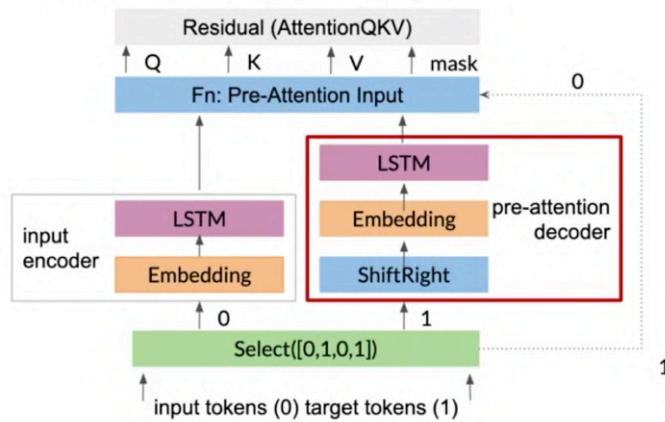 Residual (AttentionQKV)
Q K V mask
0
Fn: Pre-Attention Input
LSTM
LSTM
Embedding
pre-attention
decoder
input
encoder
Embedding
ShiftRight
0 1
Select([0,1,0,1])
1
input tokens (0) target tokens (1)